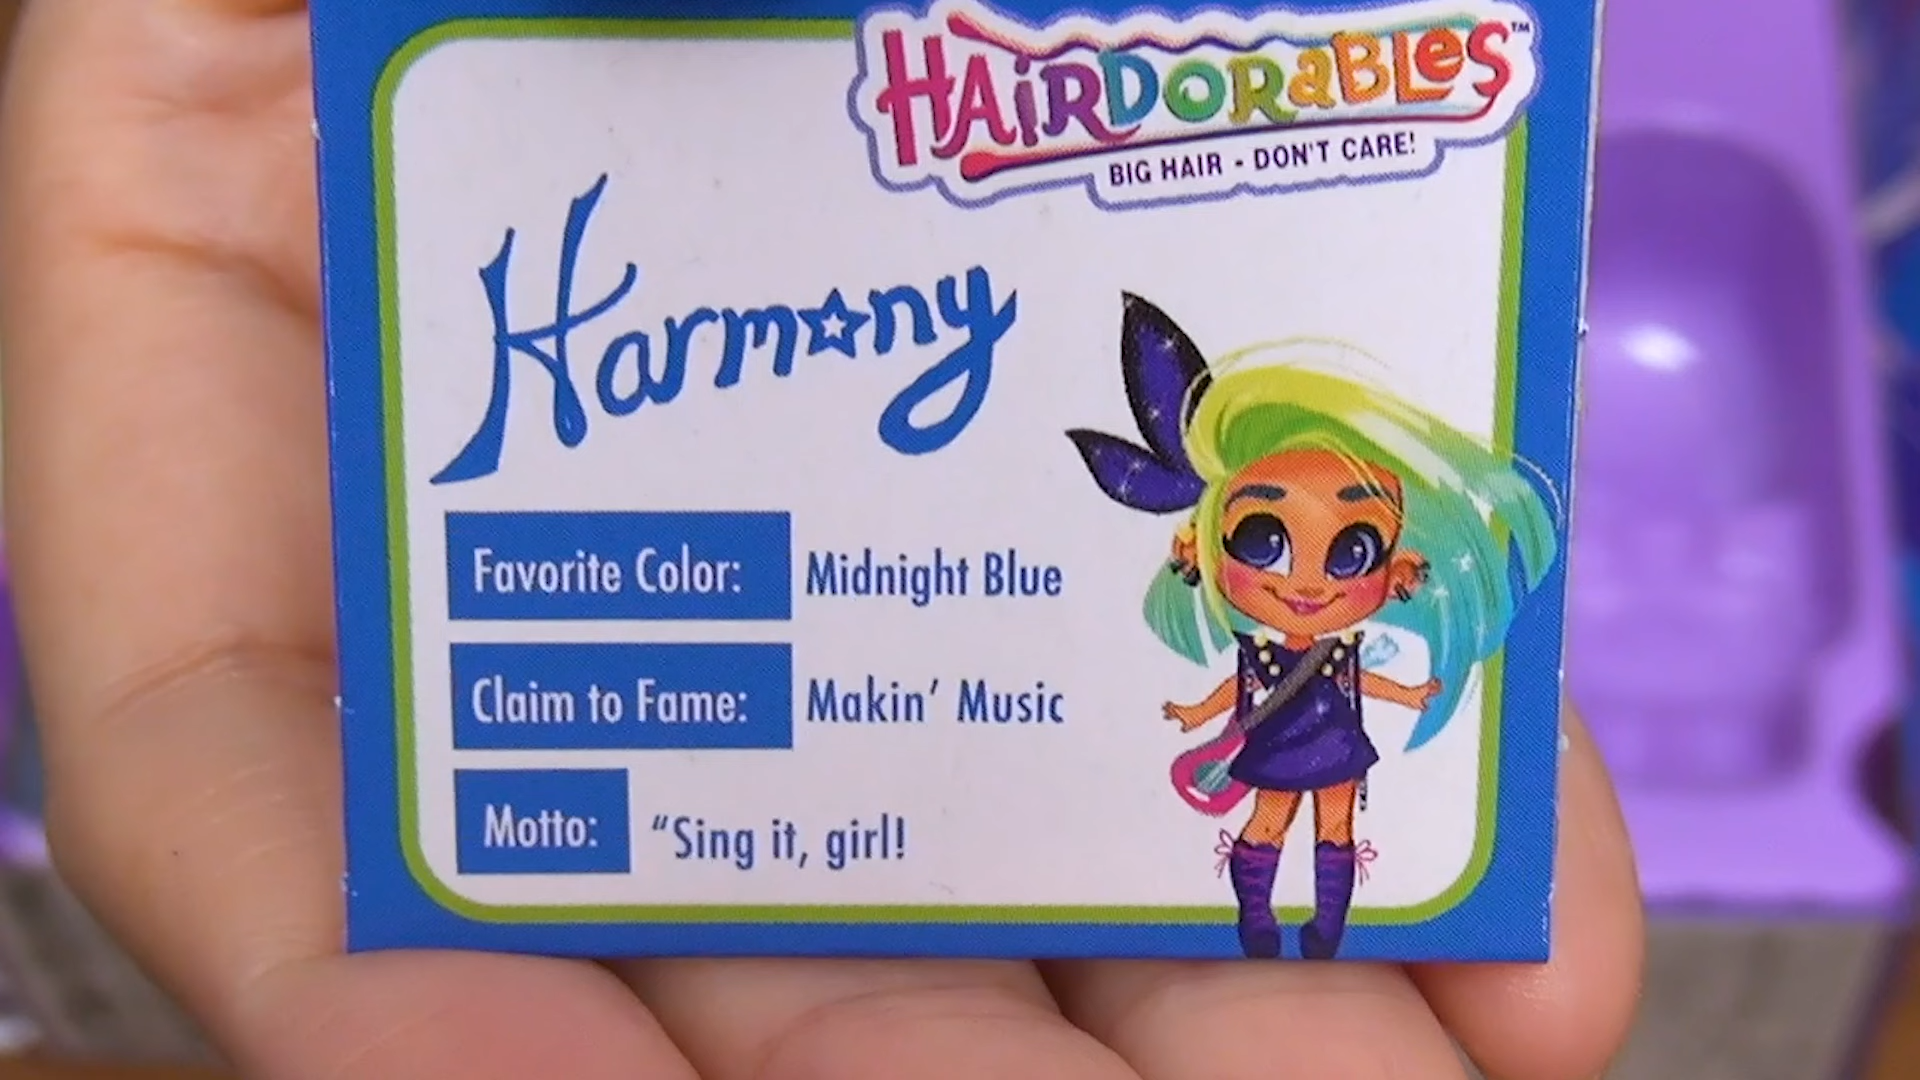 HAiRDORaBLes™
BIG HAIR - DON'T CARE!
Harmony
Favorite Color: Midnight Blue
Claim to Fame: Makin’ Music
Motto: “Sing it, girl!